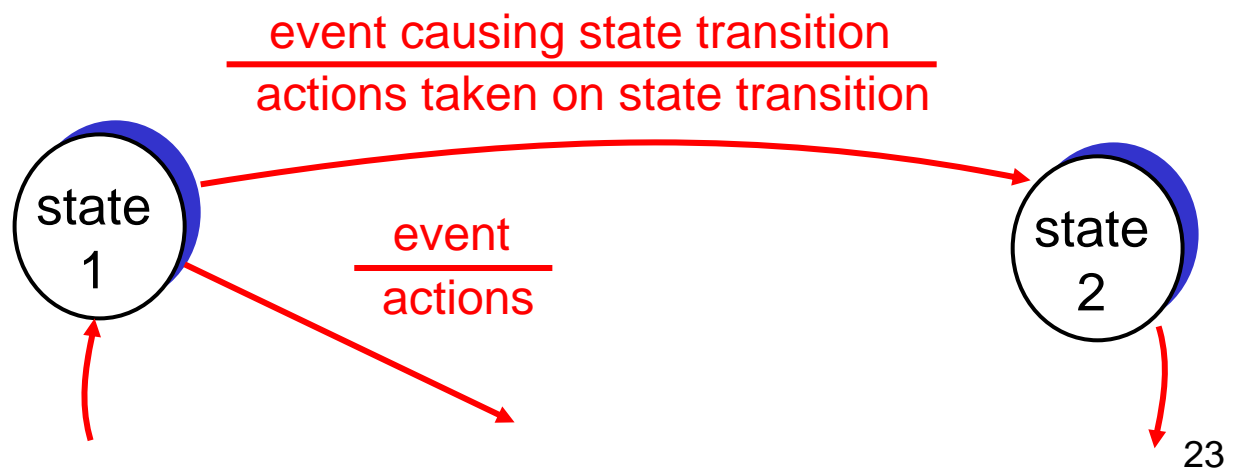 event causing state transition
actions taken on state transition
state
1
event
actions
state
2
23